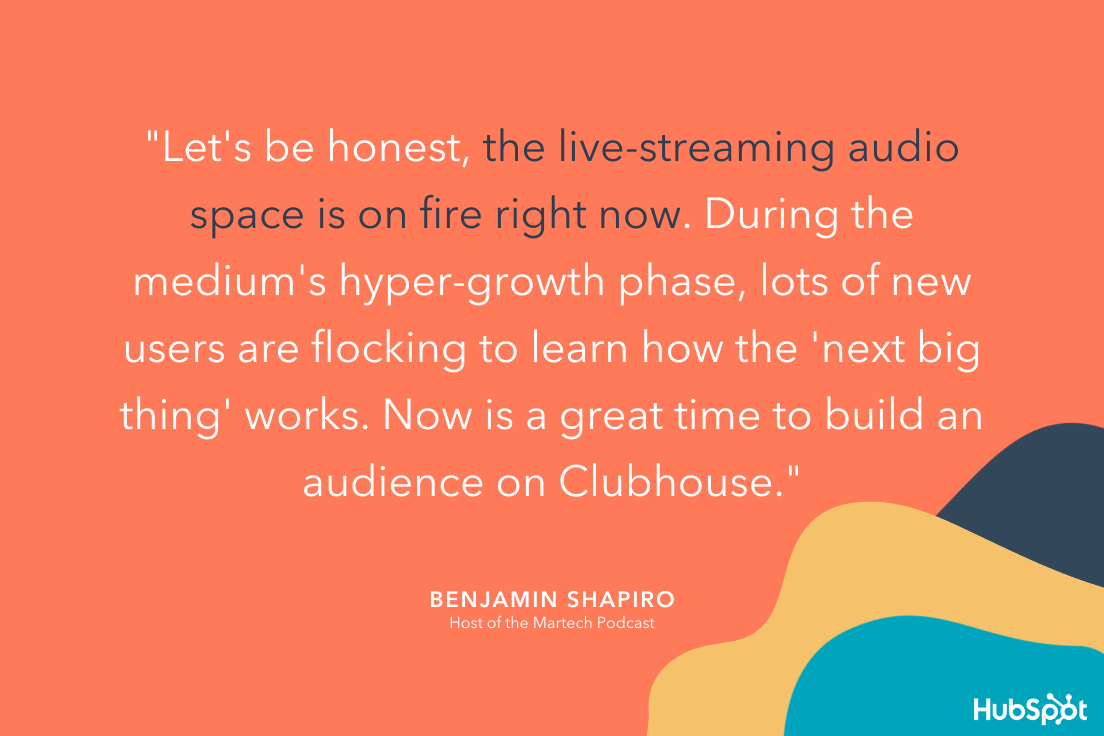 "Let's be honest, the live-streaming audio
space is on fire right now. During the
medium's hyper-growth phase, lots of new
users are flocking to learn how the 'next big
thing' works. Now is a great time to build an
audience on Clubhouse."
BENJAMIN SHAPIRO
Host of the Martech Podcast
HubSpot